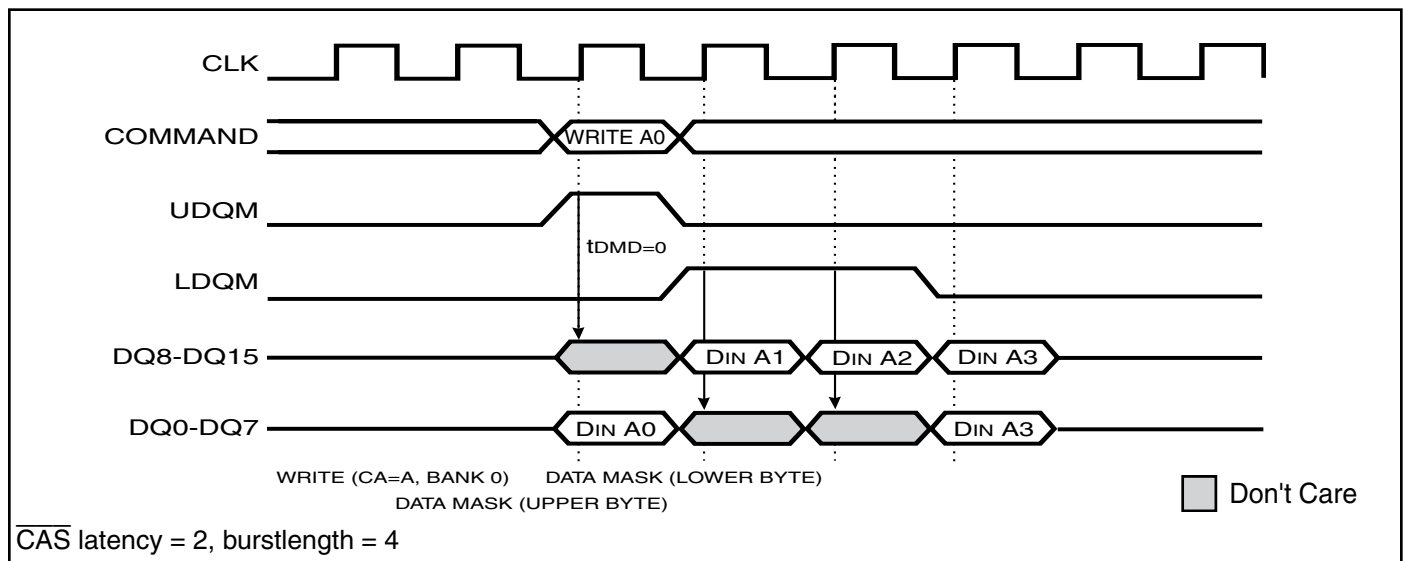 CLK
COMMAND
WRITE A0
UDQM
tDMD=0
LDQM
DQ8-DQ15
DIN A1
DIN A2
DIN A3
DQ0-DQ7
DIN A0
DIN A3
WRITE (CA=A, BANK 0) DATA MASK (LOWER BYTE)
DATA MASK (UPPER BYTE)
Don't Care
C̅A̅S̅ latency = 2, burstlength = 4